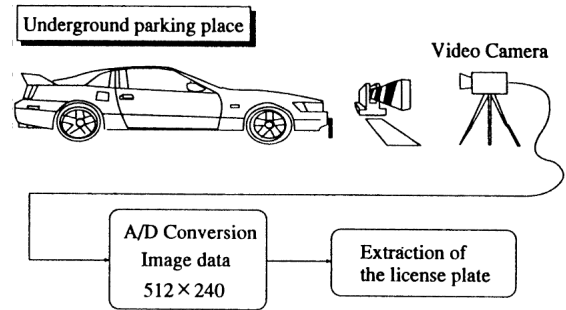 Underground parking place
Video Camera
A/D Conversion
Image data
512×240
Extraction of
the license plate